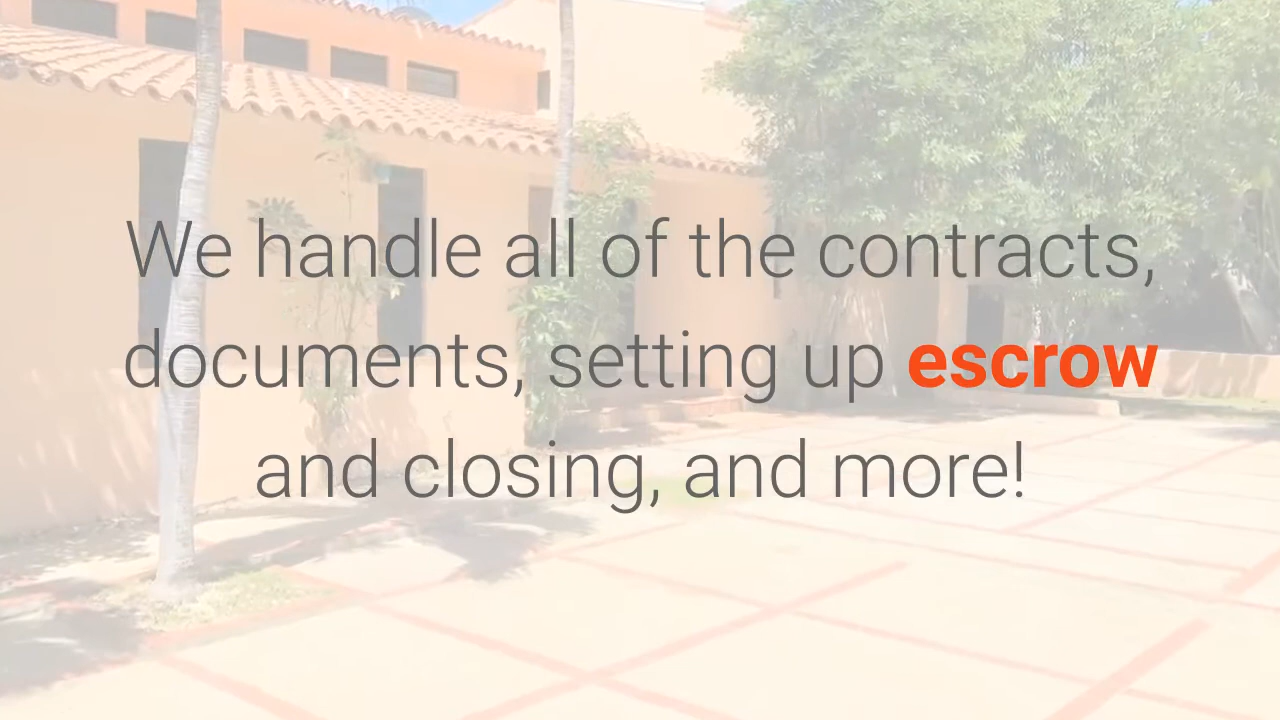 We handle all of the contracts,
documents, setting up escrow
and closing, and more!